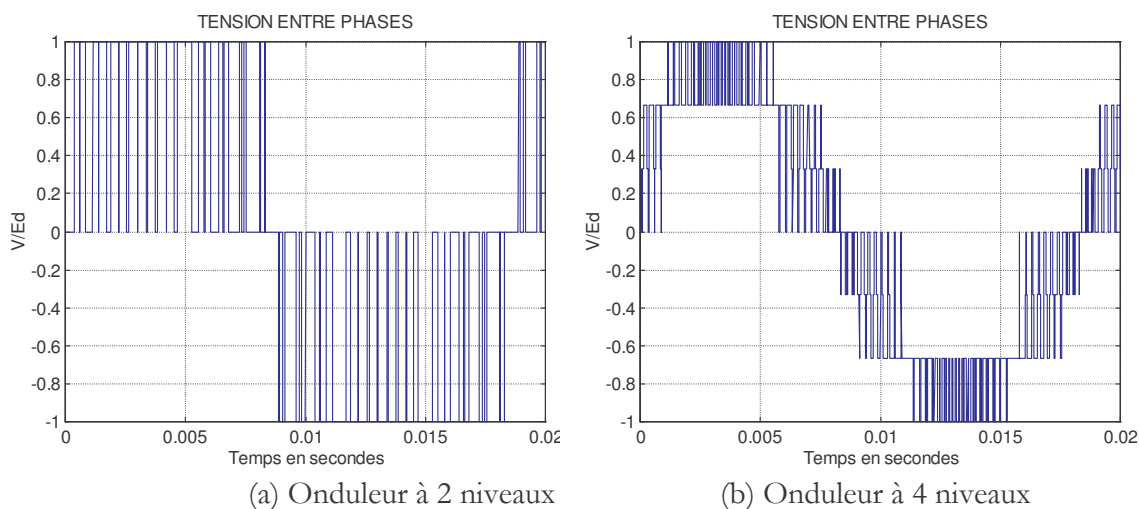 TENSION ENTRE PHASES
1
0.8
0.6
0.4
0.2
0
-0.2
-0.4
-0.6
-0.8
-1
V/Ed
0 0.005 0.01 0.015 0.02
Temps en secondes
(a) Onduleur à 2 niveaux
TENSION ENTRE PHASES
1
0.8
0.6
0.4
0.2
0
-0.2
-0.4
-0.6
-0.8
-1
V/Ed
0 0.005 0.01 0.015 0.02
Temps en secondes
(b) Onduleur à 4 niveaux